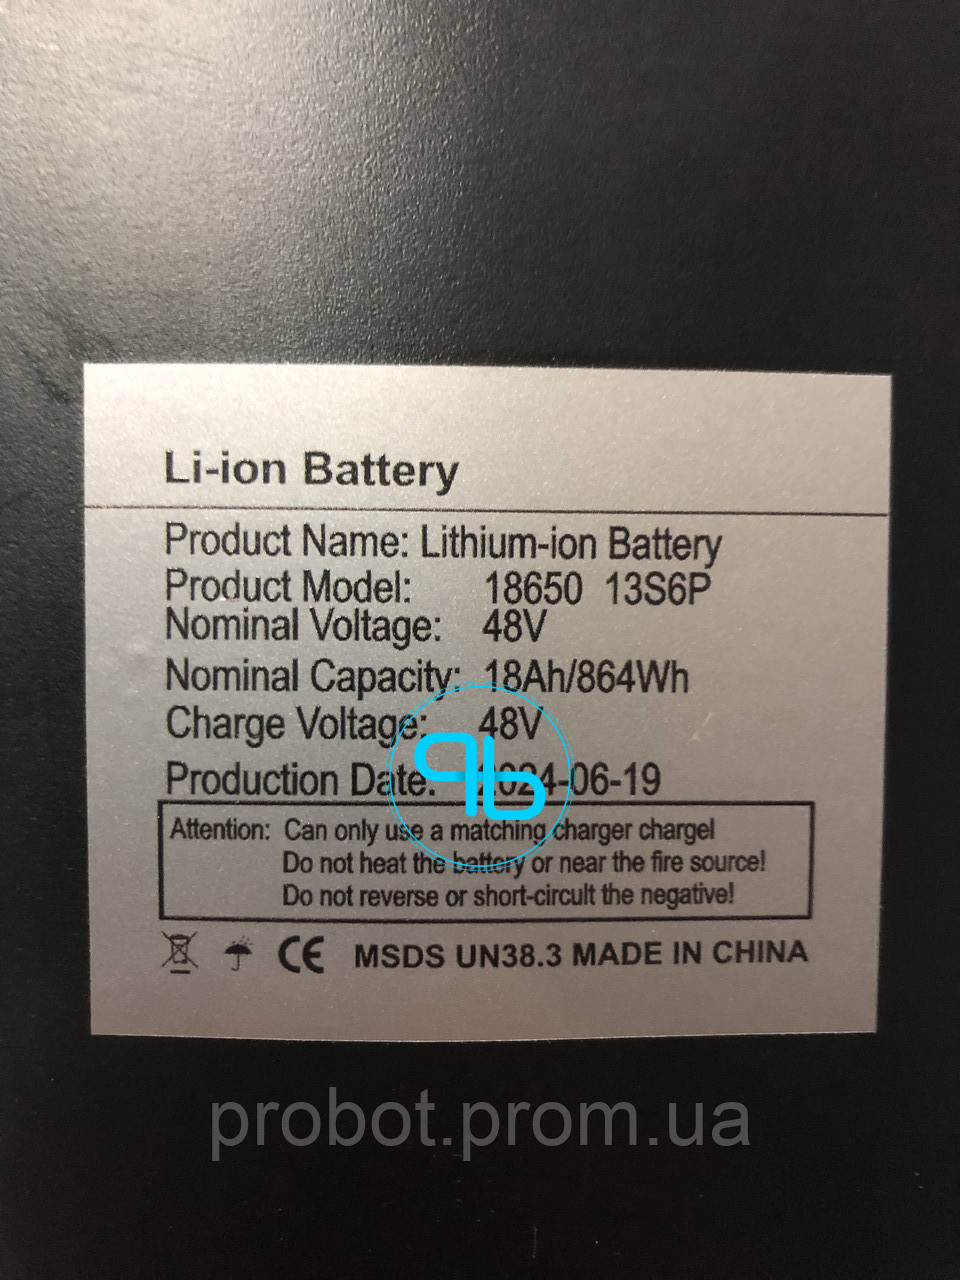 Li-ion Battery
Product Name: Lithium-ion Battery
Product Model: 18650 13S6P
Nominal Voltage: 48V
Nominal Capacity: 18Ah/864Wh
Charge Voltage: 48V
Production Date: 2024-06-19
Attention: Can only use a matching charger chargel
Do not heat the battery or near the fire source!
Do not reverse or short-circult the negative!
CE MSDS UN38.3 MADE IN CHINA
probot.prom.ua